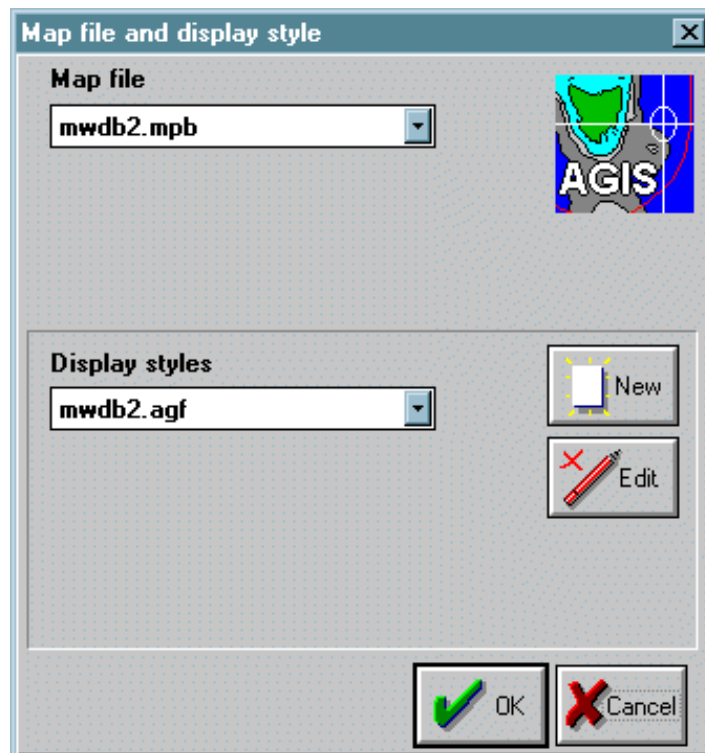 Map file and display style
Map file
mwdb2.mpb
AGIS
Display styles
mwdb2.agf
New
Edit
OK
Cancel